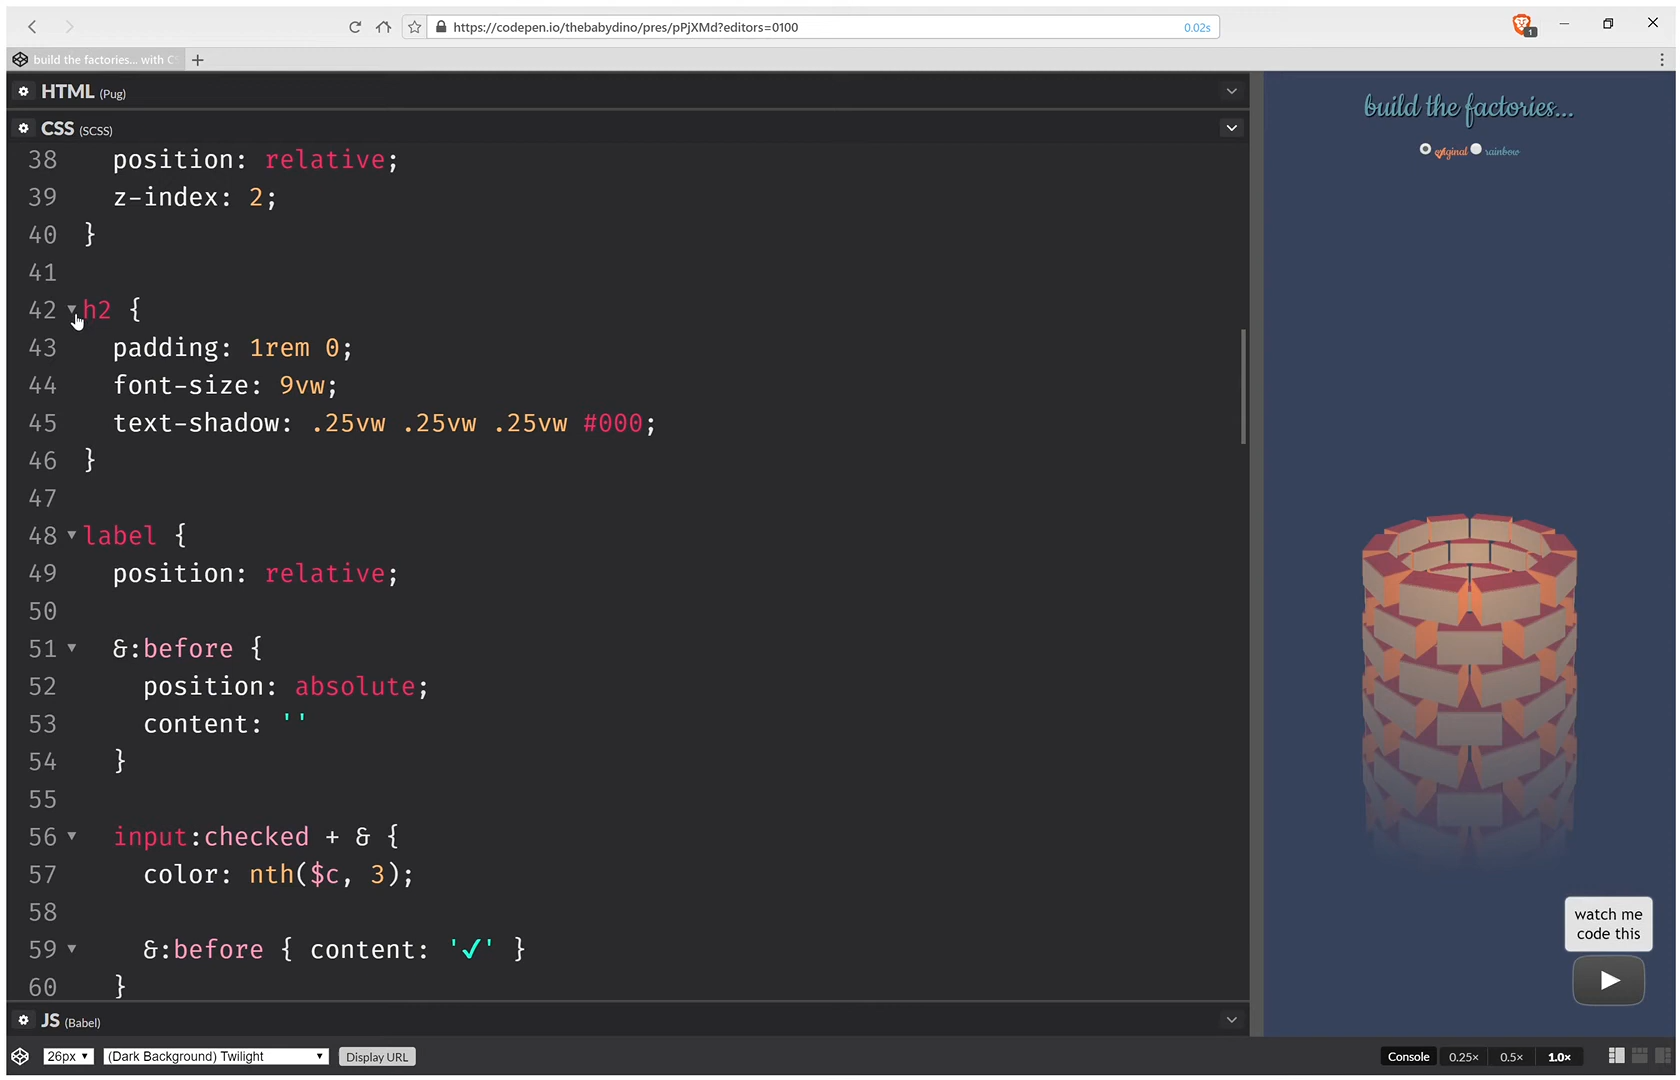 https://codepen.io/thebabydino/pres/pPjXMd?editors=0100
0.02s
1
build the factories... with
HTML (Pug)
CSS (SCSS)
38 position: relative;
39 z-index: 2;
40 }
41
42 h2 {
43 padding: 1rem 0;
44 font-size: 9vw;
45 text-shadow: .25vw .25vw .25vw #000;
46 }
47
48 label {
49 position: relative;
50
51 &:before {
52 position: absolute;
53 content: ''
54 }
55
56 input:checked + & {
57 color: nth($c, 3);
58
59 &:before { content: '✓' }
60 }
JS (Babel)
26px
(Dark Background) Twilight
Display URL
build the factories...
original rainbow
watch me
code this
Console 0.25× 0.5× 1.0×